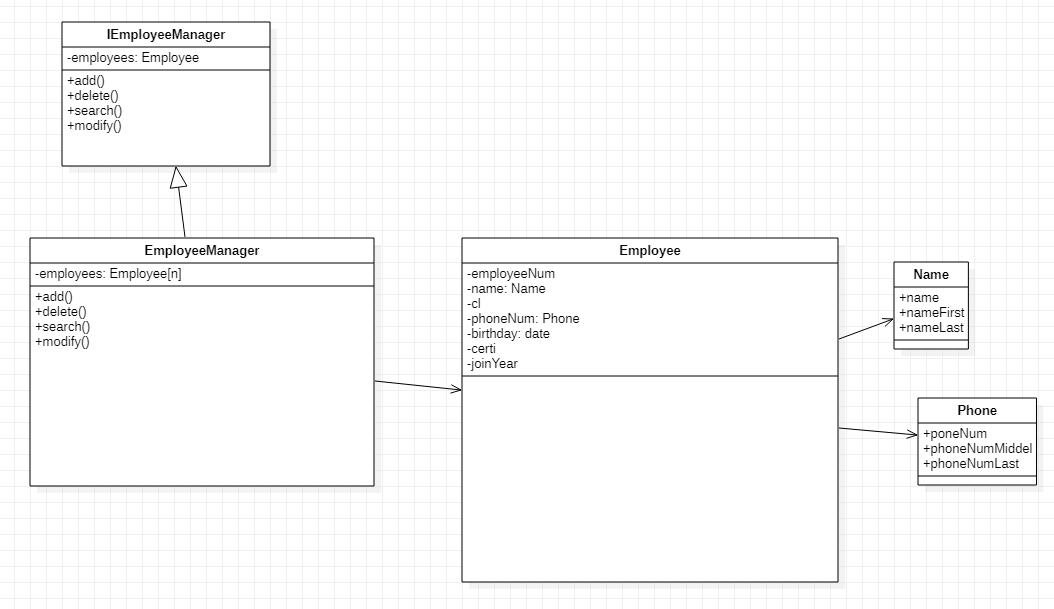 IEmployeeManager
-employees: Employee
+add()
+delete()
+search()
+modify()
EmployeeManager
-employees: Employee[n]
+add()
+delete()
+search()
+modify()
Employee
-employeeNum
-name: Name
-cl
-phoneNum: Phone
-birthday: date
-certi
-joinYear
Name
+name
+nameFirst
+nameLast
Phone
+poneNum
+phoneNumMiddel
+phoneNumLast